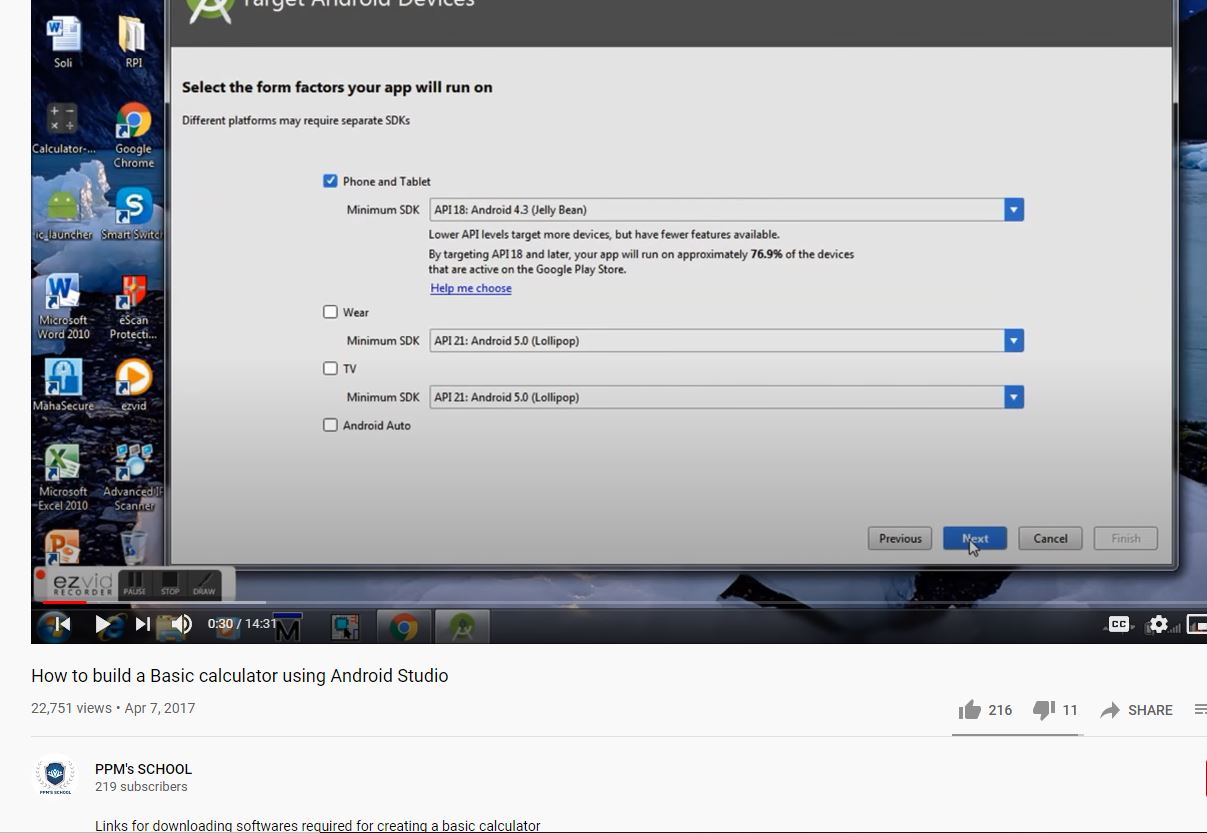 Target Android Devices
Soli
RPI
Select the form factors your app will run on
Different platforms may require separate SDKs
Calculator-...
Google Chrome
Phone and Tablet
Minimum SDK
API 18: Android 4.3 (Jelly Bean)
Lower API levels target more devices, but have fewer features available.
By targeting API 18 and later, your app will run on approximately 76.9% of the devices
that are active on the Google Play Store.
Help me choose
ic_launcher
Smart Switch
Wear
Minimum SDK
API 21: Android 5.0 (Lollipop)
TV
Minimum SDK
API 21: Android 5.0 (Lollipop)
Android Auto
Microsoft Word 2010
eScan Protecti...
MahaSecure
ezvid
Microsoft Excel 2010
Advanced IP Scanner
Previous
Next
Cancel
Finish
ezvid
RECORDER
PAUSE
STOP
DRAW
0:30 / 14:31
M
CC
How to build a Basic calculator using Android Studio
22,751 views • Apr 7, 2017
216
11
SHARE
PPM's SCHOOL
PPM'S SCHOOL
219 subscribers
Links for downloading softwares required for creating a basic calculator